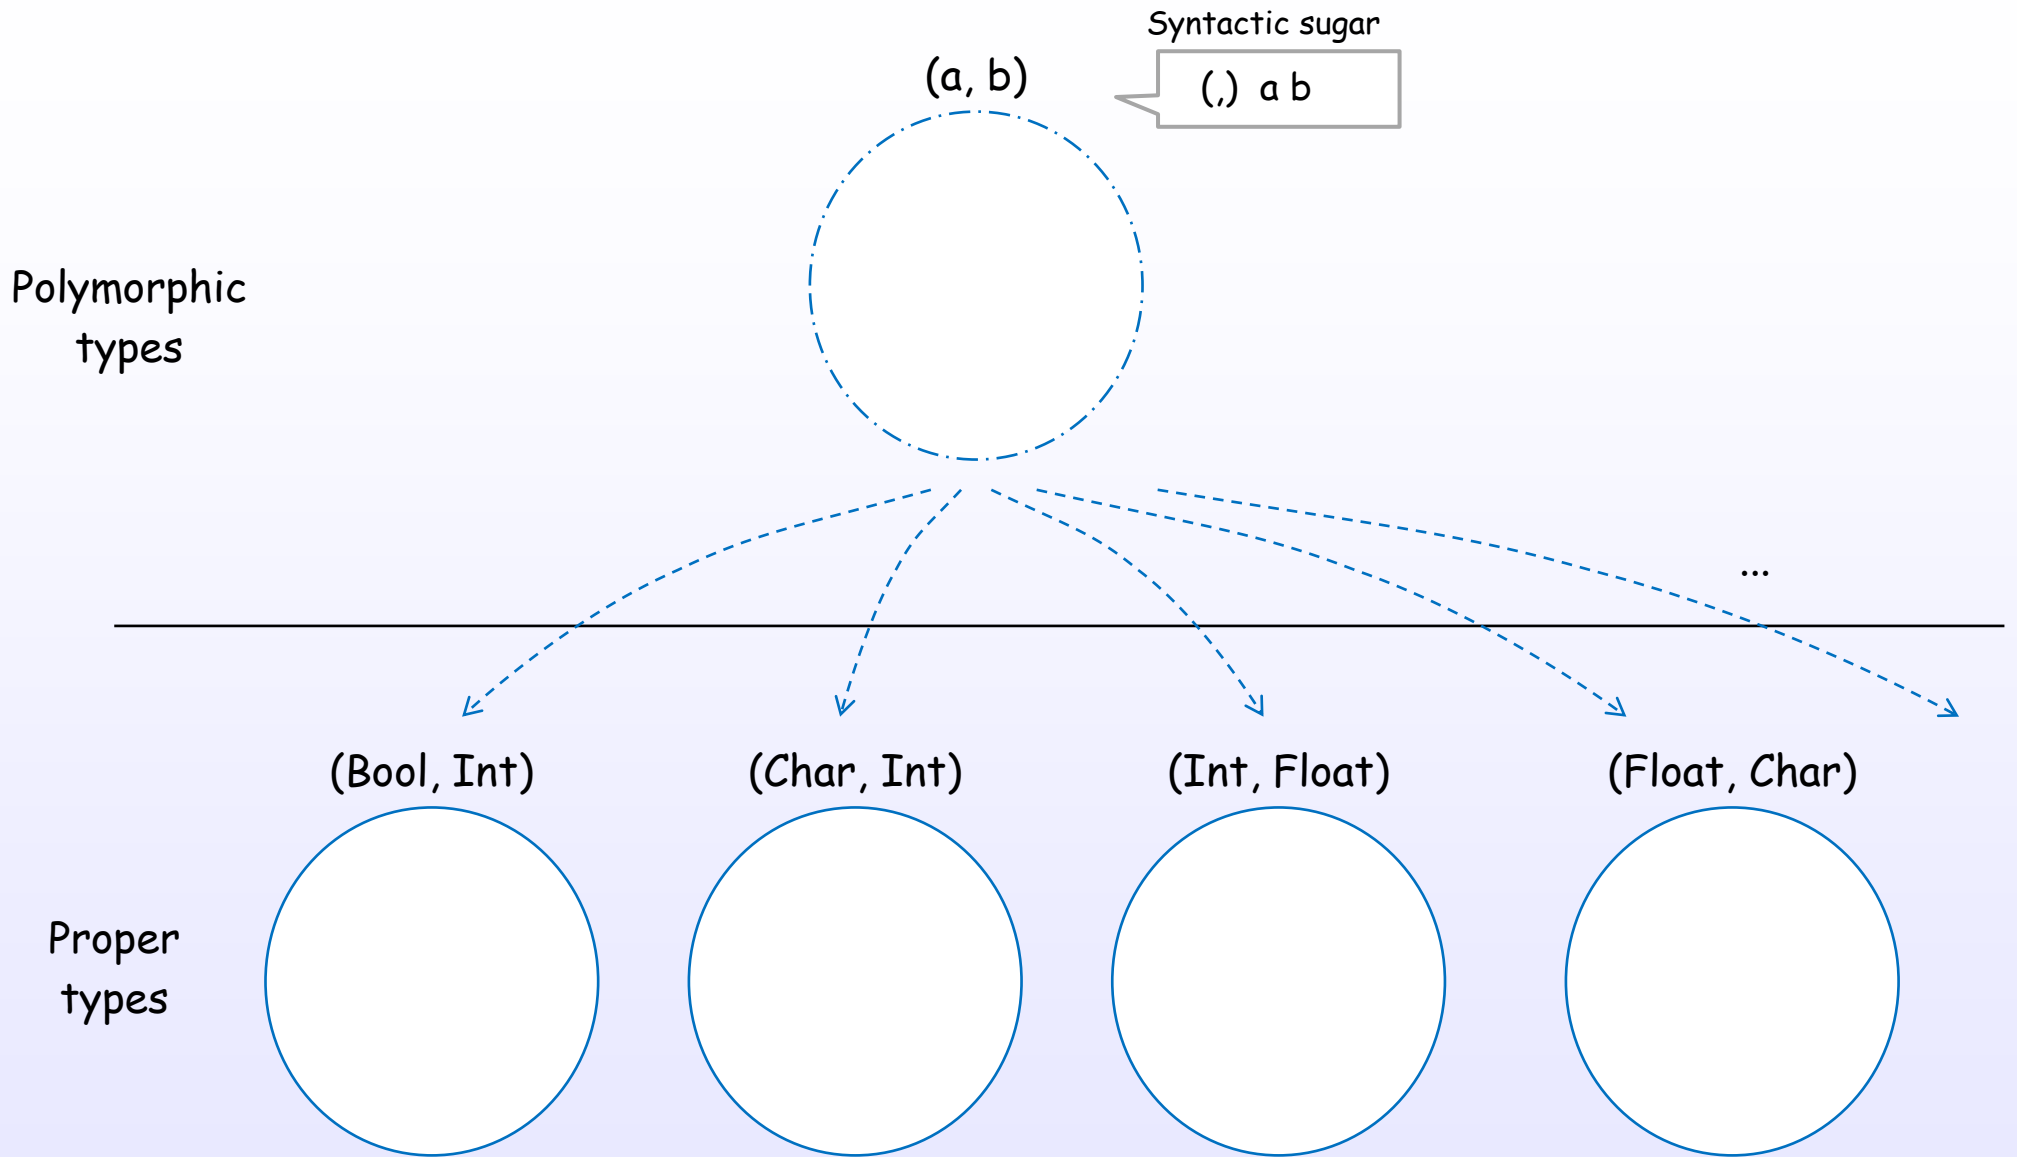 Syntactic sugar
(a, b)
(,) a b
Polymorphic
types
...
(Bool, Int)
(Char, Int)
(Int, Float)
(Float, Char)
Proper
types